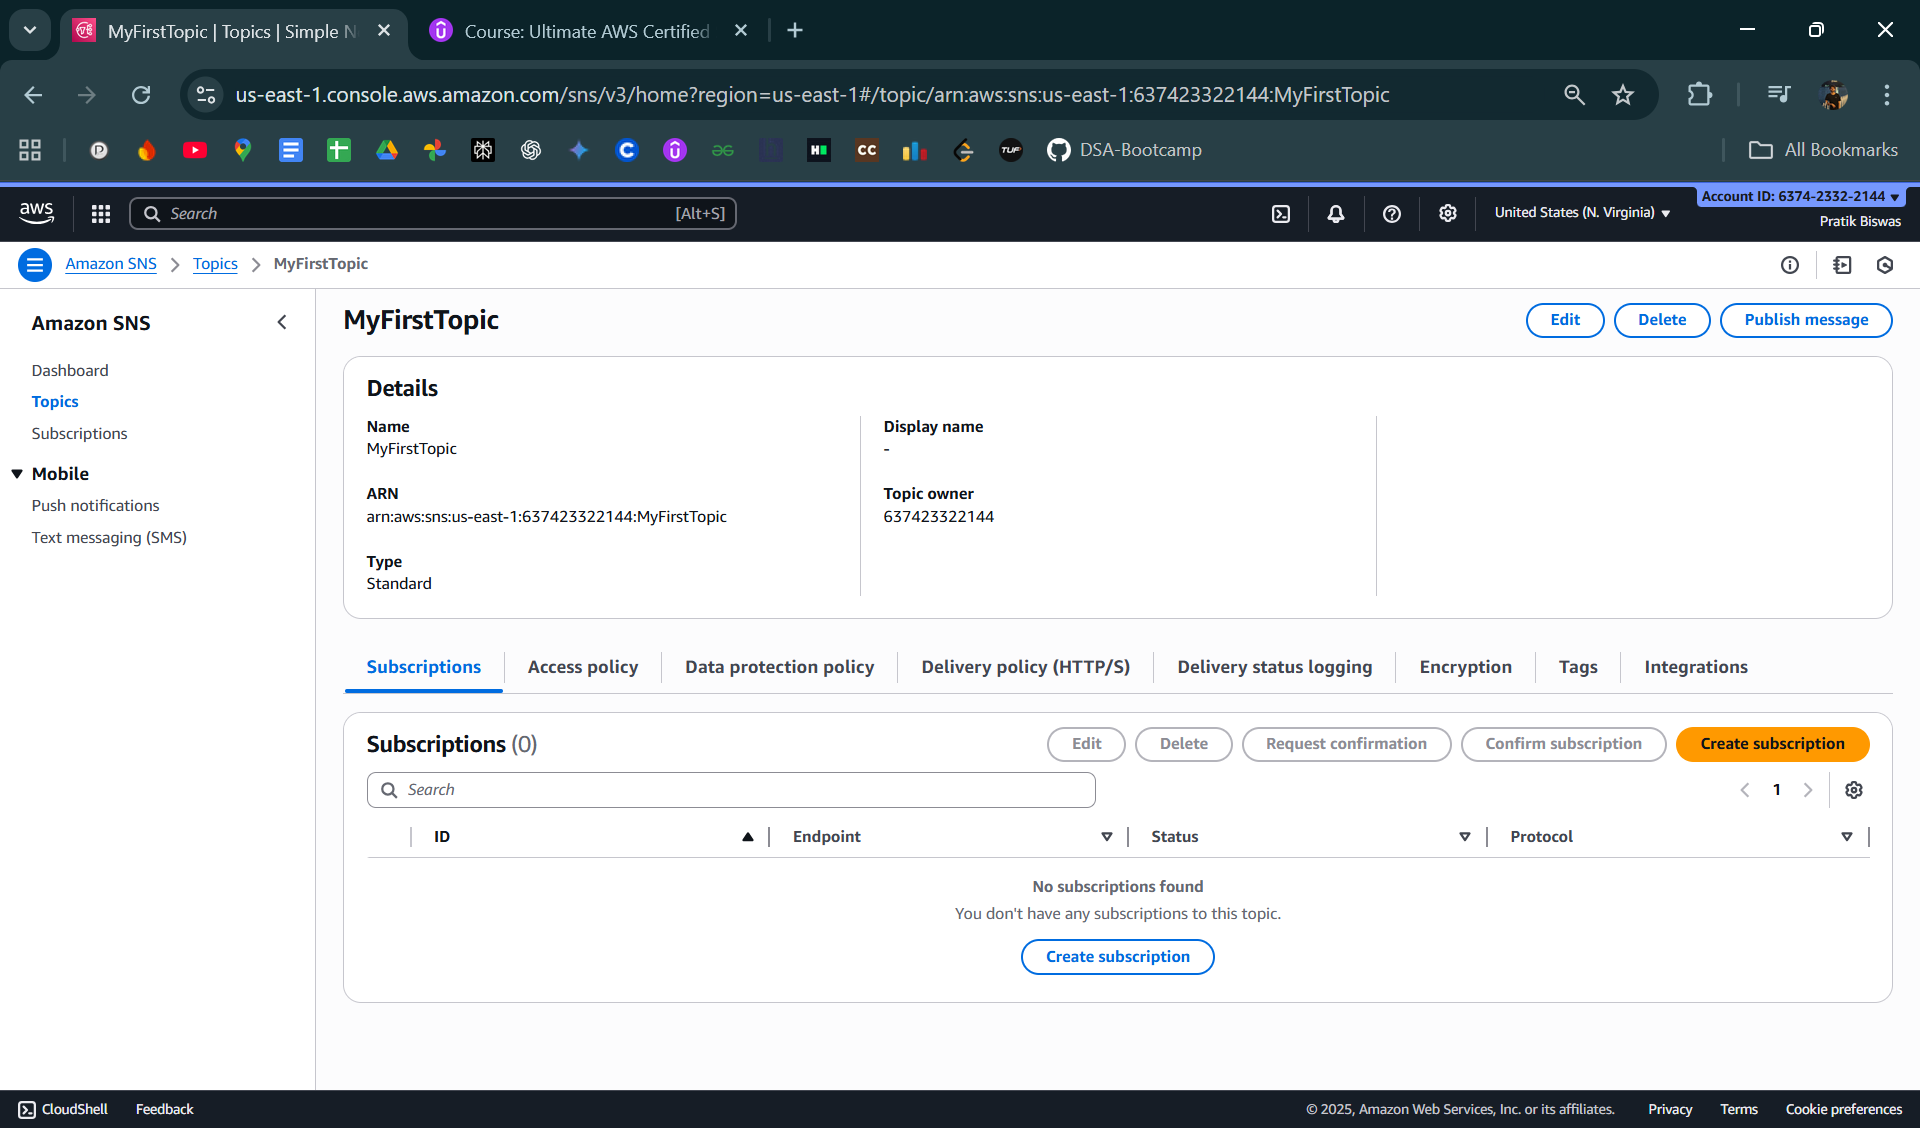 MyFirstTopic | Topics | Simple N
Course: Ultimate AWS Certified
us-east-1.console.aws.amazon.com/sns/v3/home?region=us-east-1#/topic/arn:aws:sns:us-east-1:637423322144:MyFirstTopic
DSA-Bootcamp
All Bookmarks
aws
Search
[Alt+S]
United States (N. Virginia)
Account ID: 6374-2332-2144
Pratik Biswas
Amazon SNS
Topics
MyFirstTopic
Amazon SNS
Dashboard
Topics
Subscriptions
Mobile
Push notifications
Text messaging (SMS)
MyFirstTopic
Edit
Delete
Publish message
Details
Name
MyFirstTopic
ARN
arn:aws:sns:us-east-1:637423322144:MyFirstTopic
Type
Standard
Display name
-
Topic owner
637423322144
Subscriptions
Access policy
Data protection policy
Delivery policy (HTTP/S)
Delivery status logging
Encryption
Tags
Integrations
Subscriptions (0)
Edit
Delete
Request confirmation
Confirm subscription
Create subscription
Search
1
ID
Endpoint
Status
Protocol
No subscriptions found
You don't have any subscriptions to this topic.
Create subscription
CloudShell
Feedback
© 2025, Amazon Web Services, Inc. or its affiliates.
Privacy
Terms
Cookie preferences